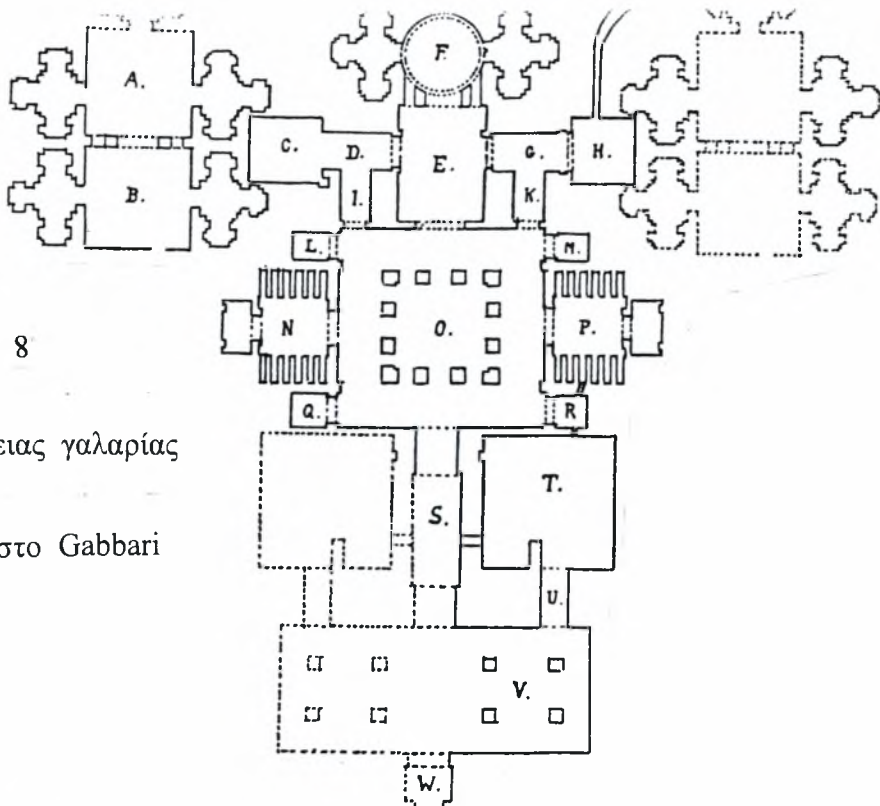 F.
A.
C. D. E. G. H.
B. I. K.
L. M.
N O. P.
8
Q. R
ειας γαλαρίας
S. T.
στο Gabbari
U.
V.
W.